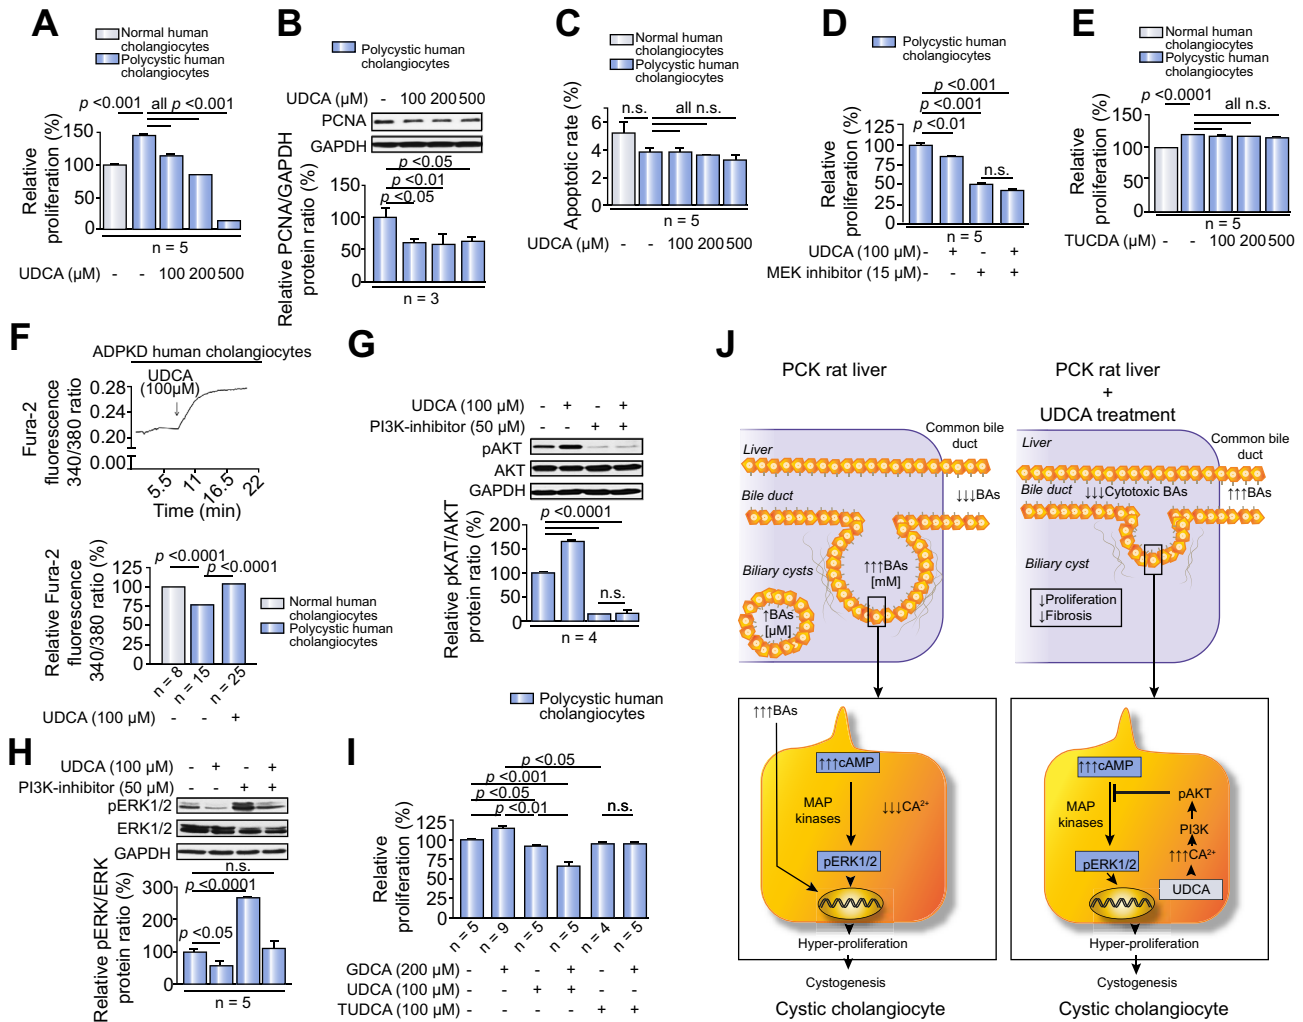 A
Normal human
cholangiocytes
Polycystic human
cholangiocytes
p <0.001
all p <0.001
Relative
proliferation (%)
150
100
50
0
n = 5
UDCA (μM)
- - 100 200 500
B
Polycystic human
cholangiocytes
UDCA (μM) - 100 200 500
PCNA
GAPDH
p <0.05
p <0.01
p <0.05
Relative PCNA/GAPDH
protein ratio (%)
150
100
50
0
n = 3
C
Normal human
cholangiocytes
Polycystic human
cholangiocytes
n.s.
all n.s.
Apoptotic rate (%)
6
4
2
0
n = 5
UDCA (μM) - - 100 200 500
D
Polycystic human
cholangiocytes
p <0.001
p <0.001
p <0.01
n.s.
Relative
proliferation (%)
125
100
50
25
0
n = 5
UDCA (100 μM) - + - +
MEK inhibitor (15 μM) - - + +
E
Normal human
cholangiocytes
Polycystic human
cholangiocytes
p <0.0001
all n.s.
Relative
proliferation (%)
150
100
50
0
n = 5
TUCDA (μM) - - 100 200 500
F
ADPKD human cholangiocytes
UDCA
(100μM)
Fura-2
fluorescence
340/380 ratio
0.28
0.24
0.20
0.00
5.5 11 16.5 22
Time (min)
p <0.0001
p <0.0001
Relative Fura-2
fluorescence
340/380 ratio (%)
125
100
75
50
25
0
n = 8
n = 15
n = 25
UDCA (100 μM) - - +
Normal human
cholangiocytes
Polycystic human
cholangiocytes
G
UDCA (100 μM) - + - +
PI3K-inhibitor (50 μM) - - + +
pAKT
AKT
GAPDH
p <0.0001
n.s.
Relative pKAT/AKT
protein ratio (%)
200
150
100
50
0
n = 4
Polycystic human
cholangiocytes
H
UDCA (100 μM) - + - +
PI3K-inhibitor (50 μM) - - + +
pERK1/2
ERK1/2
GAPDH
n.s.
p <0.0001
p <0.05
Relative pERK/ERK
protein ratio (%)
300
200
100
0
n = 5
I
p <0.05
p <0.001
p <0.05
p <0.01
n.s.
Relative
proliferation (%)
125
100
75
50
25
0
n = 5
n = 9
n = 5
n = 5
n = 4
n = 5
GDCA (200 μM) - + - + - +
UDCA (100 μM) - - + + - -
TUDCA (100 μM) - - - - + +
J
PCK rat liver
Liver
Common bile
duct
Bile duct
↓↓↓BAs
Biliary cysts
↑↑↑BAs
[mM]
↑BAs
[μM]
↑↑↑BAs
↑↑↑cAMP
MAP
kinases
↓↓↓CA2+
pERK1/2
Hyper-proliferation
Cystogenesis
Cystic cholangiocyte
PCK rat liver
+
UDCA treatment
Liver
Common bile
duct
Bile duct
↓↓↓Cytotoxic BAs
↑↑↑BAs
Biliary cyst
↓Proliferation
↓Fibrosis
↑↑↑cAMP
pAKT
MAP
kinases
PI3K
↑↑↑CA2+
pERK1/2
UDCA
Hyper-proliferation
Cystogenesis
Cystic cholangiocyte